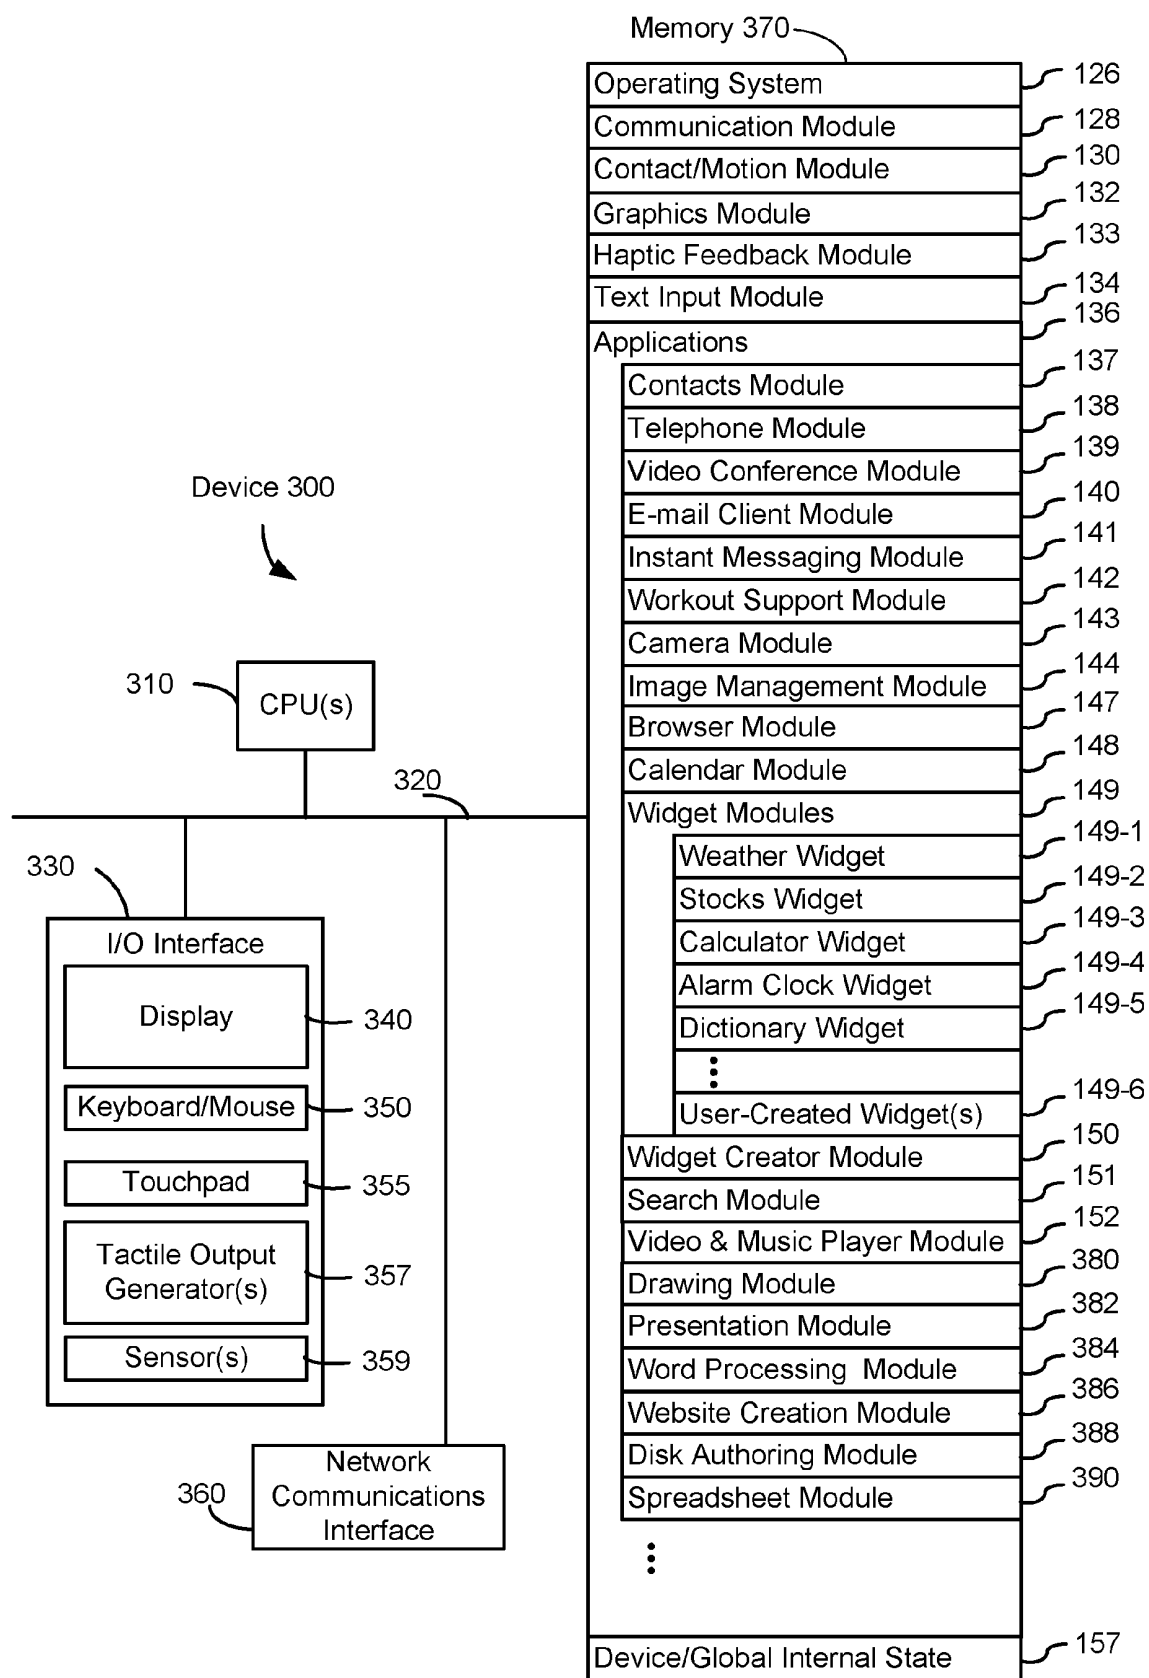 Memory 370
Operating System 126
Communication Module 128
Contact/Motion Module 130
Graphics Module 132
Haptic Feedback Module 133
Text Input Module 134
Applications 136
Contacts Module 137
Telephone Module 138
Video Conference Module 139
E-mail Client Module 140
Instant Messaging Module 141
Workout Support Module 142
Camera Module 143
Image Management Module 144
Browser Module 147
Calendar Module 148
Widget Modules 149
Weather Widget 149-1
Stocks Widget 149-2
Calculator Widget 149-3
Alarm Clock Widget 149-4
Dictionary Widget 149-5
User-Created Widget(s) 149-6
Widget Creator Module 150
Search Module 151
Video & Music Player Module 152
Drawing Module 380
Presentation Module 382
Word Processing Module 384
Website Creation Module 386
Disk Authoring Module 388
Spreadsheet Module 390
Device/Global Internal State 157
Device 300
310
CPU(s)
320
330
I/O Interface
Display 340
Keyboard/Mouse 350
Touchpad 355
Tactile Output
Generator(s) 357
Sensor(s) 359
360
Network
Communications
Interface